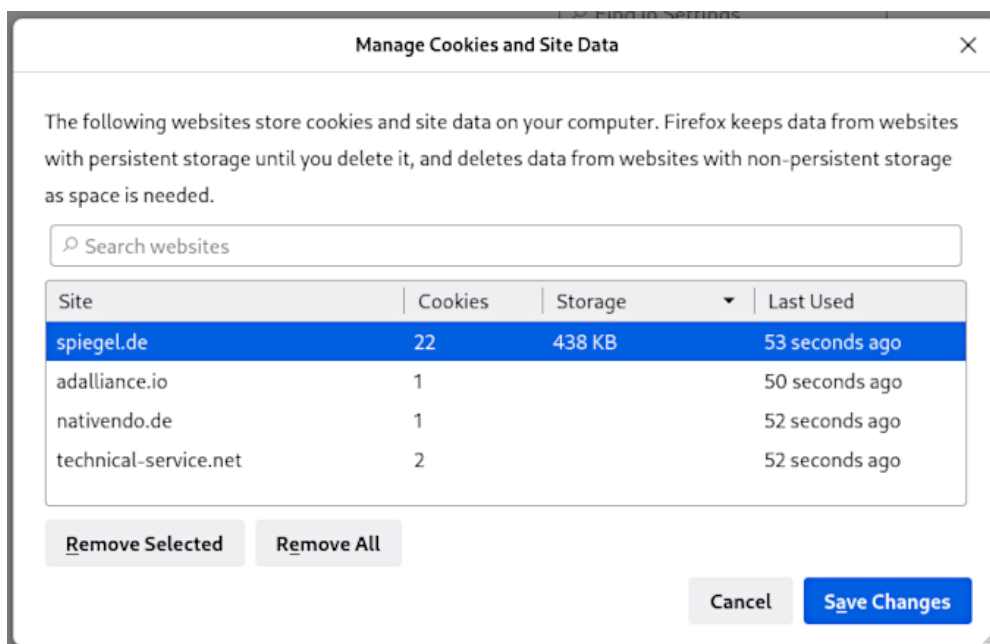 Find in Settings
Manage Cookies and Site Data
The following websites store cookies and site data on your computer. Firefox keeps data from websites
with persistent storage until you delete it, and deletes data from websites with non-persistent storage
as space is needed.
Search websites
Site Cookies Storage Last Used
spiegel.de 22 438 KB 53 seconds ago
adalliance.io 1 50 seconds ago
nativendo.de 1 52 seconds ago
technical-service.net 2 52 seconds ago
Remove Selected Remove All
Cancel Save Changes